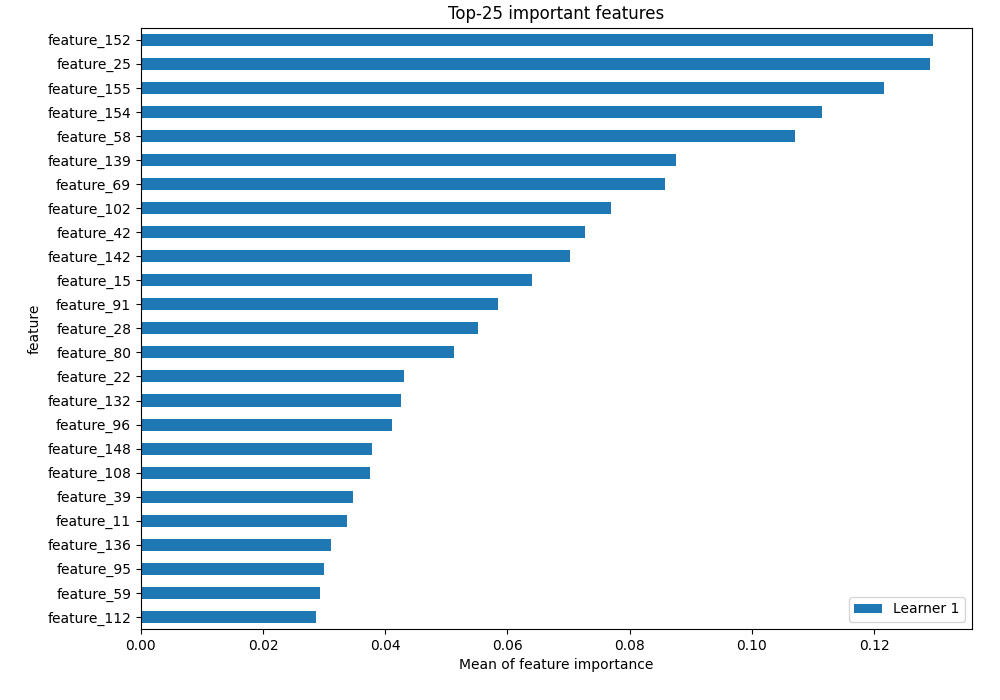 Top-25 important features
feature_152
feature_25
feature_155
feature_154
feature_58
feature_139
feature_69
feature_102
feature_42
feature_142
feature_15
feature_91
feature_28
feature_80
feature_22
feature_132
feature_96
feature_148
feature_108
feature_39
feature_11
feature_136
feature_95
feature_59
feature_112
feature
Learner 1
0.00 0.02 0.04 0.06 0.08 0.10 0.12
Mean of feature importance